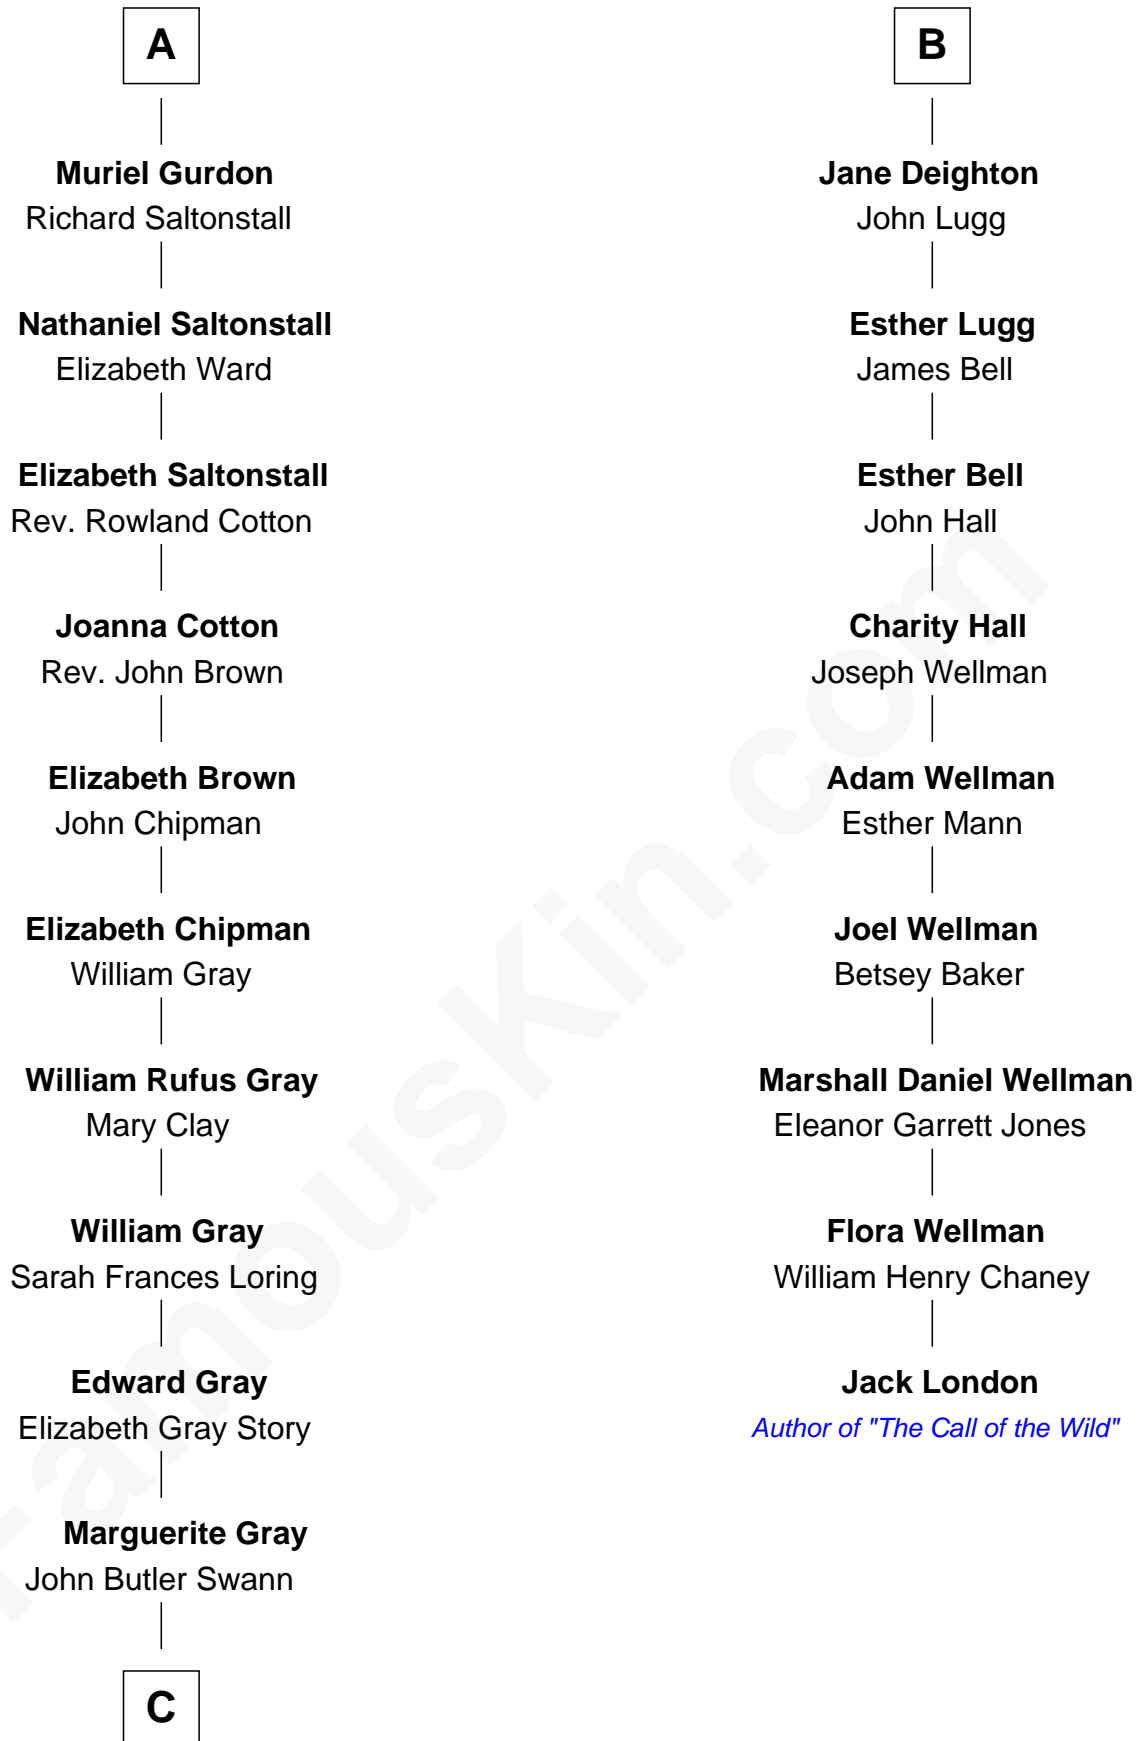 A
Muriel Gurdon
Richard Saltonstall
Nathaniel Saltonstall
Elizabeth Ward
Elizabeth Saltonstall
Rev. Rowland Cotton
Joanna Cotton
Rev. John Brown
Elizabeth Brown
John Chipman
Elizabeth Chipman
William Gray
William Rufus Gray
Mary Clay
William Gray
Sarah Frances Loring
Edward Gray
Elizabeth Gray Story
Marguerite Gray
John Butler Swann
C
B
Jane Deighton
John Lugg
Esther Lugg
James Bell
Esther Bell
John Hall
Charity Hall
Joseph Wellman
Adam Wellman
Esther Mann
Joel Wellman
Betsey Baker
Marshall Daniel Wellman
Eleanor Garrett Jones
Flora Wellman
William Henry Chaney
Jack London
Author of "The Call of the Wild"
FamousKin.com